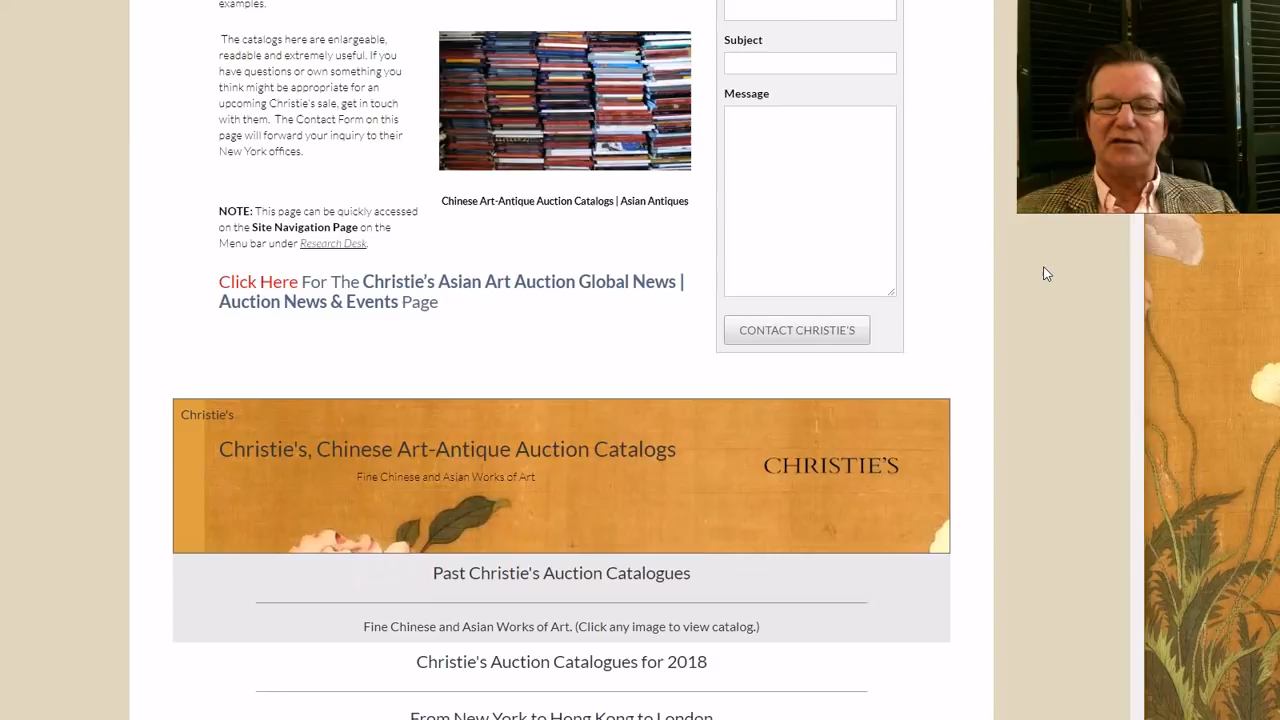 examples.
The catalogs here are enlargeable,
readable and extremely useful. If you
have questions or own something you
think might be appropriate for an
upcoming Christie's sale, get in touch
with them.  The Contact Form on this
page will forward your inquiry to their
New York offices.
Chinese Art-Antique Auction Catalogs | Asian Antiques
NOTE: This page can be quickly accessed
on the Site Navigation Page on the
Menu bar under Research Desk.
Click Here For The Christie’s Asian Art Auction Global News |
Auction News & Events Page
Subject
Message
CONTACT CHRISTIE'S
Christie's
Christie's, Chinese Art-Antique Auction Catalogs
Fine Chinese and Asian Works of Art
CHRISTIE'S
Past Christie's Auction Catalogues
Fine Chinese and Asian Works of Art. (Click any image to view catalog.)
Christie's Auction Catalogues for 2018
From New York to Hong Kong to London